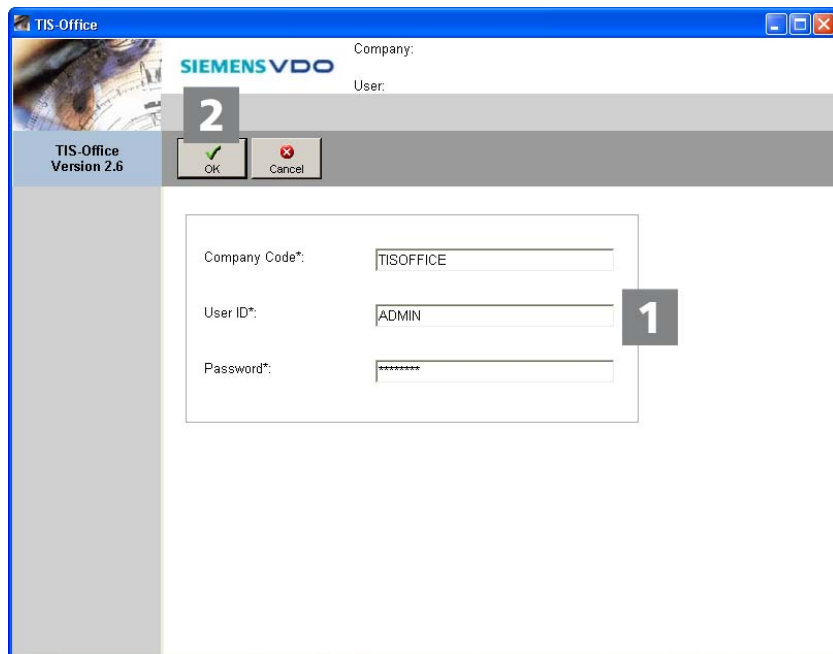 TIS-Office
SIEMENS VDO
Company:
User:
2
TIS-Office
Version 2.6
OK
Cancel
Company Code*:
TISOFFICE
User ID*:
ADMIN
1
Password*:
********